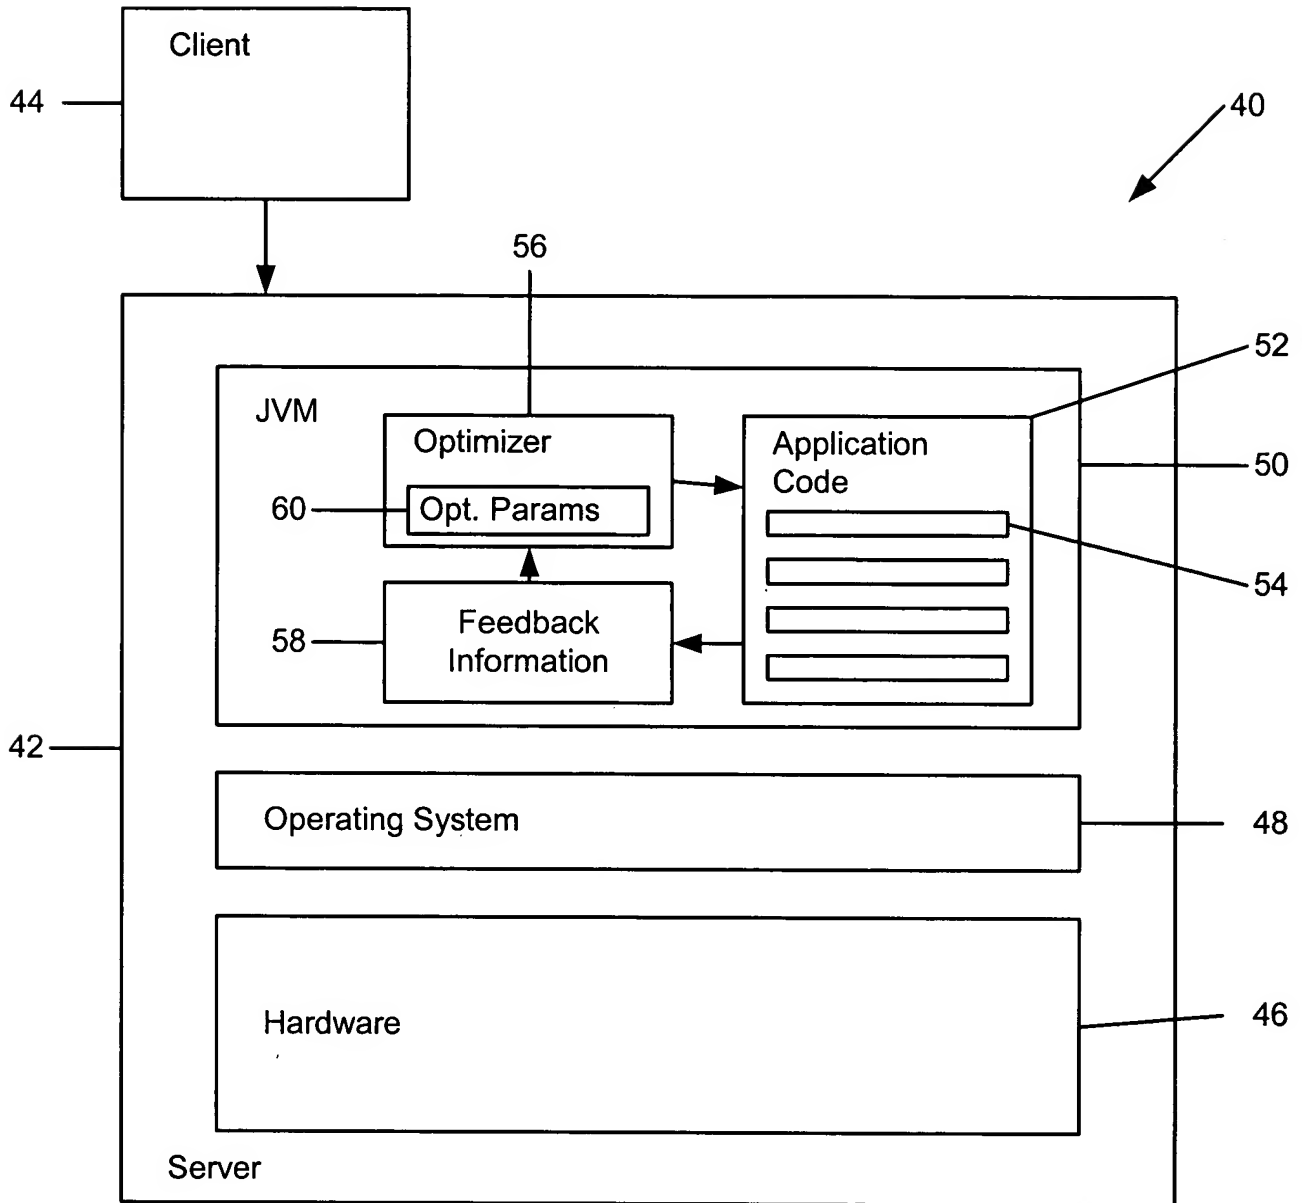 Client
44
40
56
52
JVM
Optimizer
Application
Code
50
60
Opt. Params
54
58
Feedback
Information
42
Operating System
48
Hardware
46
Server